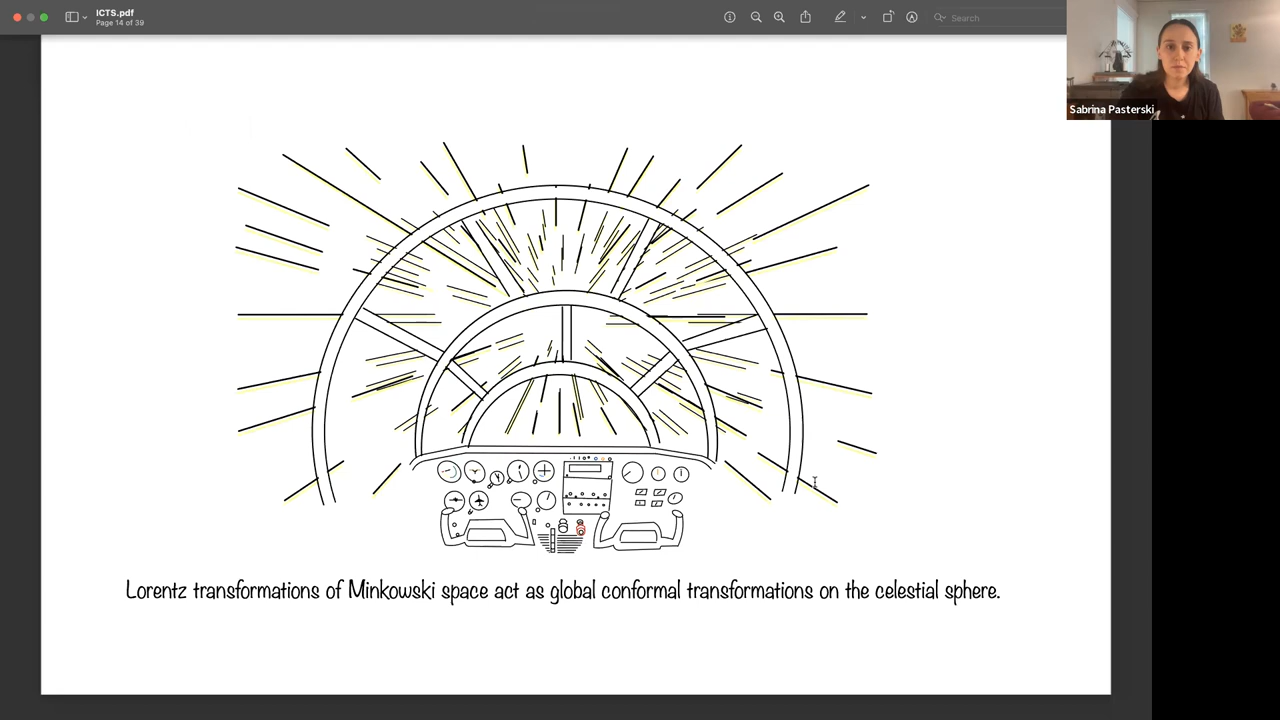 ICTS.pdf
Page 14 of 39
Search
Sabrina Pasterski
Lorentz transformations of Minkowski space act as global conformal transformations on the celestial sphere.